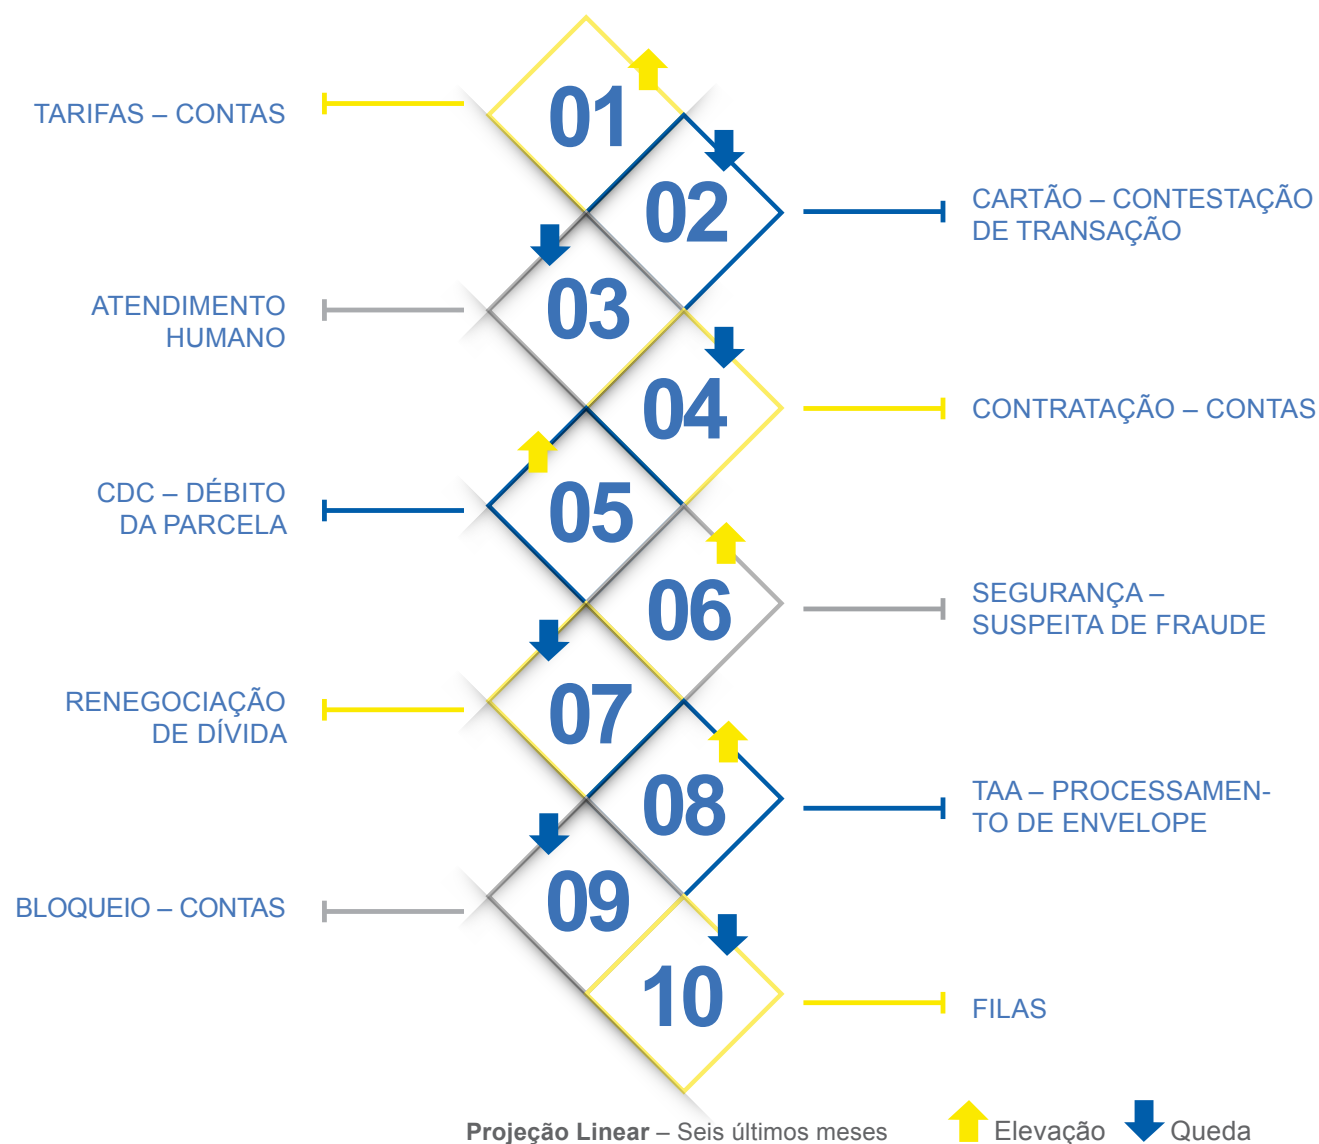 01
TARIFAS – CONTAS
02
CARTÃO – CONTESTAÇÃO
DE TRANSAÇÃO
03
ATENDIMENTO
HUMANO
04
CONTRATAÇÃO – CONTAS
05
CDC – DÉBITO
DA PARCELA
06
SEGURANÇA –
SUSPEITA DE FRAUDE
07
RENEGOCIAÇÃO
DE DÍVIDA
08
TAA – PROCESSAMEN-
TO DE ENVELOPE
09
BLOQUEIO – CONTAS
10
FILAS
Projeção Linear – Seis últimos meses
Elevação
Queda